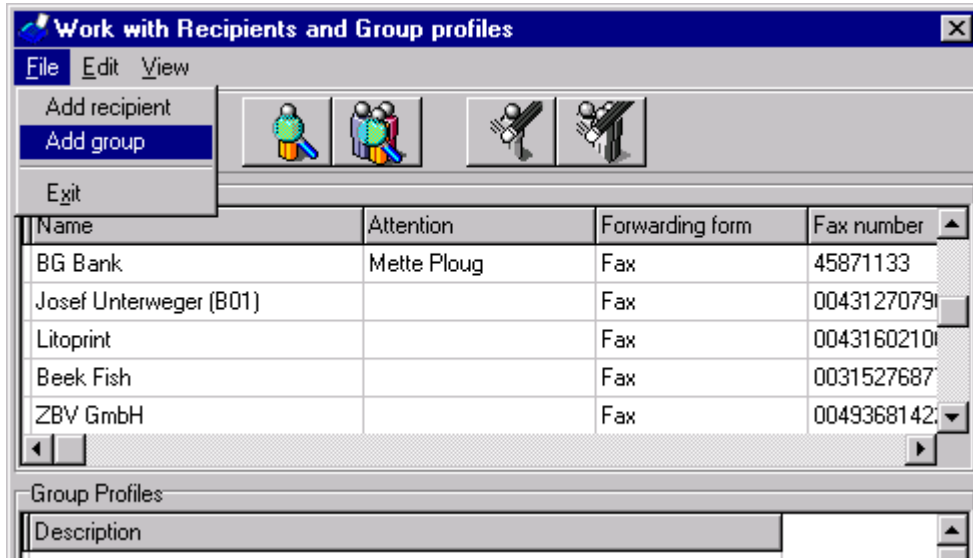 Work with Recipients and Group profiles
File Edit View
Add recipient
Add group
Exit
Name Attention Forwarding form Fax number
BG Bank Mette Ploug Fax 45871133
Josef Unterweger (B01) Fax
Litoprint Fax
Beek Fish Fax
ZBV GmbH Fax
Group Profiles
Description